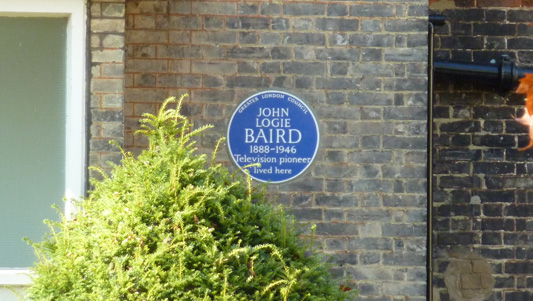 GREATER LONDON COUNCIL
JOHN
LOGIE
BAIRD
1888-1946
Television pioneer
lived here